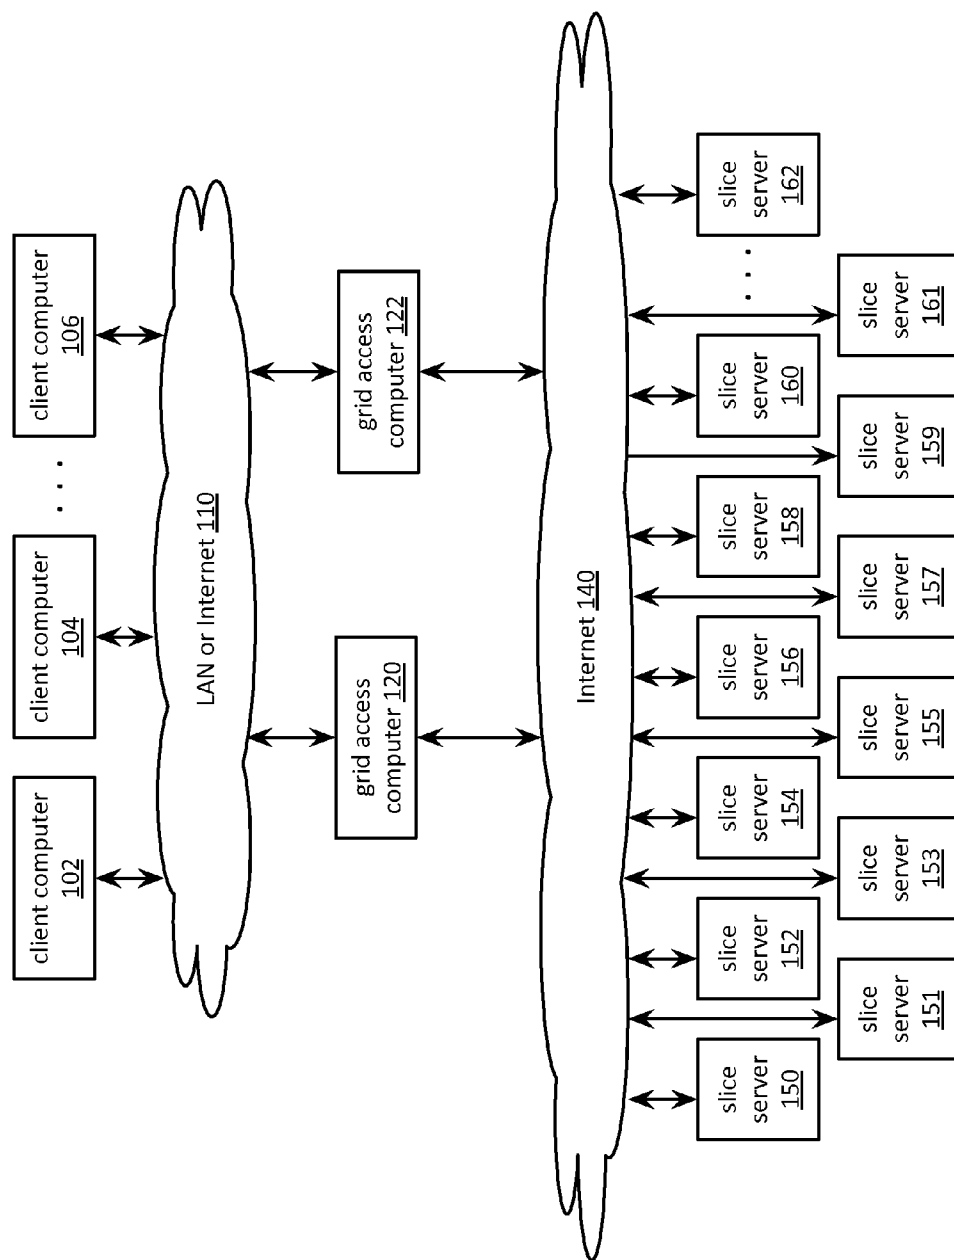 client computer
102
client computer
104
. . .
client computer
106
LAN or Internet 110
grid access
computer 120
grid access
computer 122
Internet 140
slice
server
150
slice
server
151
slice
server
152
slice
server
153
slice
server
154
slice
server
155
slice
server
156
slice
server
157
slice
server
158
slice
server
159
slice
server
160
slice
server
161
. . .
slice
server
162